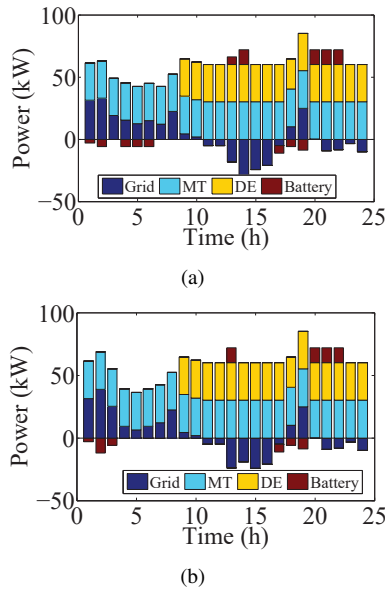 100
50
0
−50
Power (kW)
Grid MT DE Battery
0 5 10 15 20 25
Time (h)
(a)
100
50
0
−50
Power (kW)
Grid MT DE Battery
0 5 10 15 20 25
Time (h)
(b)